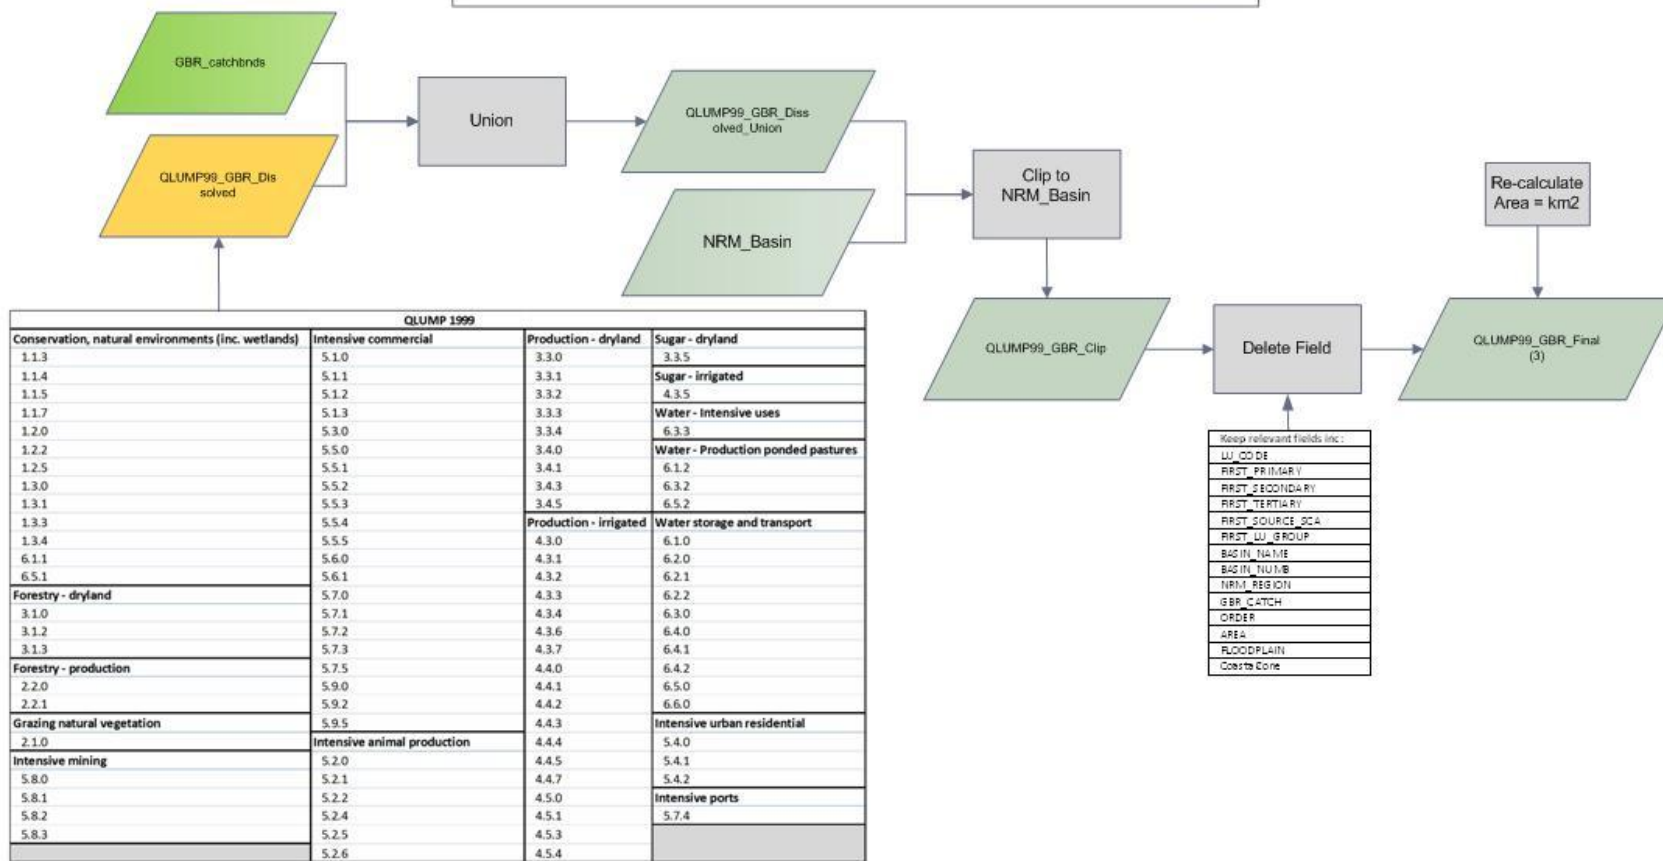 GBR_catchbnds
QLUMP99_GBR_Dis
solved
Union
QLUMP99_GBR_Diss
olved_Union
NRM_Basin
Clip to
NRM_Basin
QLUMP99_GBR_Clip
Delete Field
Re-calculate
Area = km2
QLUMP99_GBR_Final
(3)
Keep relevant fields inc:
LU_CODE
FIRST_PRIMARY
FIRST_SECONDARY
FIRST_TERTIARY
FIRST_SOURCE_SCA
FIRST_LU_GROUP
BASIN_NAME
BASIN_NUMB
NRM_REGION
GBR_CATCH
ORDER
AREA
FLOODPLAIN
CoastaZone
QLUMP 1999
Conservation, natural environments (inc. wetlands)
1.1.3
1.1.4
1.1.5
1.1.7
1.2.0
1.2.2
1.2.5
1.3.0
1.3.1
1.3.3
1.3.4
6.1.1
6.5.1
Forestry - dryland
3.1.0
3.1.2
3.1.3
Forestry - production
2.2.0
2.2.1
Grazing natural vegetation
2.1.0
Intensive mining
5.8.0
5.8.1
5.8.2
5.8.3
Intensive commercial
5.1.0
5.1.1
5.1.2
5.1.3
5.3.0
5.5.0
5.5.1
5.5.2
5.5.3
5.5.4
5.5.5
5.6.0
5.6.1
5.7.0
5.7.1
5.7.2
5.7.3
5.7.5
5.9.0
5.9.2
5.9.5
Intensive animal production
5.2.0
5.2.1
5.2.2
5.2.4
5.2.5
5.2.6
Production - dryland
3.3.0
3.3.1
3.3.2
3.3.3
3.3.4
3.4.0
3.4.1
3.4.3
3.4.5
Production - irrigated
4.3.0
4.3.1
4.3.2
4.3.3
4.3.4
4.3.6
4.3.7
4.4.0
4.4.1
4.4.2
4.4.3
4.4.4
4.4.5
4.4.7
4.5.0
4.5.1
4.5.3
4.5.4
Sugar - dryland
3.3.5
Sugar - irrigated
4.3.5
Water - Intensive uses
6.3.3
Water - Production ponded pastures
6.1.2
6.3.2
6.5.2
Water storage and transport
6.1.0
6.2.0
6.2.1
6.2.2
6.3.0
6.4.0
6.4.1
6.4.2
6.5.0
6.6.0
Intensive urban residential
5.4.0
5.4.1
5.4.2
Intensive ports
5.7.4